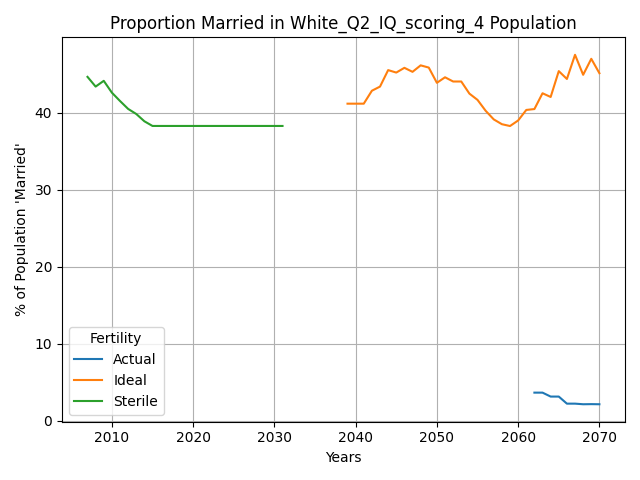 Proportion Married in White_Q2_IQ_scoring_4 Population
% of Population 'Married'
40
30
20
10
0
Fertility
Actual
Ideal
Sterile
2010 2020 2030 2040 2050 2060 2070
Years